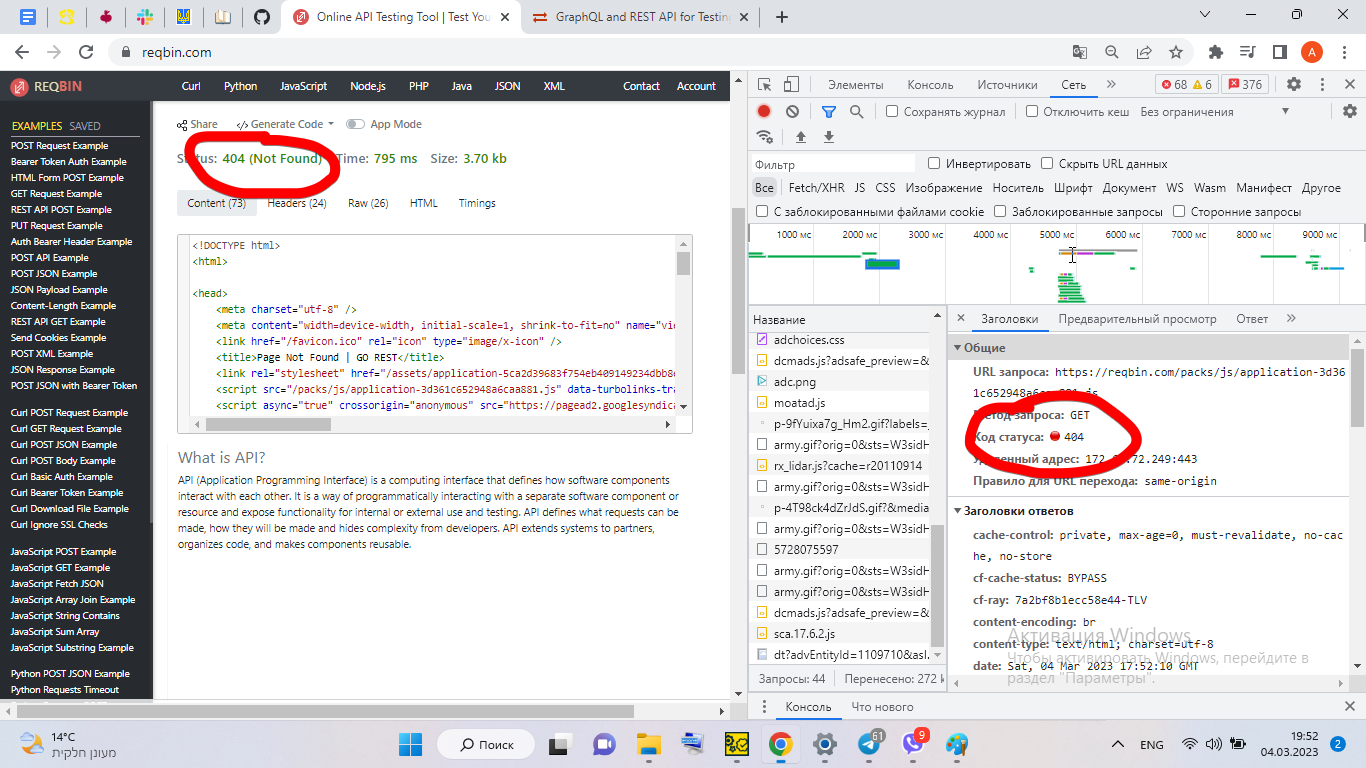 Online API Testing Tool | Test You
GraphQL and REST API for Testing
reqbin.com
A
REQBIN
Curl Python JavaScript Node.js PHP Java JSON XML Contact Account
EXAMPLES SAVED
POST Request Example
Bearer Token Auth Example
HTML Form POST Example
GET Request Example
REST API POST Example
PUT Request Example
Auth Bearer Header Example
POST API Example
POST JSON Example
JSON Payload Example
Content-Length Example
REST API GET Example
Send Cookies Example
POST XML Example
JSON Response Example
POST JSON with Bearer Token
Curl POST Request Example
Curl GET Request Example
Curl POST JSON Example
Curl POST Body Example
Curl Basic Auth Example
Curl Bearer Token Example
Curl Download File Example
Curl Ignore SSL Checks
JavaScript POST Example
JavaScript GET Example
JavaScript Fetch JSON
JavaScript Array Join Example
JavaScript String Contains
JavaScript Sum Array
JavaScript Substring Example
Python POST JSON Example
Python Requests Timeout
Share Generate Code App Mode
Status: 404 (Not Found) Time: 795 ms Size: 3.70 kb
Content (73) Headers (24) Raw (26) HTML Timings
<!DOCTYPE html>
<html>
<head>
<meta charset="utf-8" />
<meta content="width=device-width, initial-scale=1, shrink-to-fit=no" name="vie
<link href="/favicon.ico" rel="icon" type="image/x-icon" />
<title>Page Not Found | GO REST</title>
<link rel="stylesheet" href="/assets/application-5ca2d39683f754eb409149234dbb8
<script src="/packs/js/application-3d361c652948a6caa881.js" data-turbolinks-tra
<script async="true" crossorigin="anonymous" src="https://pagead2.googlesyndica
What is API?
API (Application Programming Interface) is a computing interface that defines how software components
interact with each other. It is a way of programmatically interacting with a separate software component or
resource and expose functionality for internal or external use and testing. API defines what requests can be
made, how they will be made and hides complexity from developers. API extends systems to partners,
organizes code, and makes components reusable.
Элементы Консоль Источники Сеть 68 6 376
Сохранять журнал Отключить кеш Без ограничения
Фильтр Инвертировать Скрыть URL данных
Все Fetch/XHR JS CSS Изображение Носитель Шрифт Документ WS Wasm Манифест Другое
С заблокированными файлами cookie Заблокированные запросы Сторонние запросы
1000 мс 2000 мс 3000 мс 4000 мс 5000 мс 6000 мс 7000 мс 8000 мс 9000 мс
Название
adchoices.css
dcmads.js?adsafe_preview=&
adc.png
moatad.js
p-9fYuixa7g_Hm2.gif?labels=
army.gif?orig=0&sts=W3sidH
rx_lidar.js?cache=r20110914
army.gif?orig=0&sts=W3sidH
p-4T98ck4dZrJdS.gif?&media
army.gif?orig=0&sts=W3sidH
5728075597
army.gif?orig=0&sts=W3sidH
army.gif?orig=0&sts=W3sidH
dcmads.js?adsafe_preview=&
sca.17.6.2.js
dt?advEntityId=1109710&asI
Запросы: 44 Перенесено: 272 k
Заголовки Предварительный просмотр Ответ
Общие
URL запроса: https://reqbin.com/packs/js/application-3d36
1c652948a6caa881.js
Метод запроса: GET
Код статуса: 404
Удаленный адрес: 172. .72.249:443
Правило для URL перехода: same-origin
Заголовки ответов
cache-control: private, max-age=0, must-revalidate, no-ca
che, no-store
cf-cache-status: BYPASS
cf-ray: 7a2bf8b1ecc58e44-TLV
content-encoding: br
content-type: text/html; charset=utf-8
date: Sat, 04 Mar 2023 17:52:10 GMT
Активация Windows
Чтобы активировать Windows, перейдите в
раздел "Параметры".
Консоль Что нового
14°C
מעונן חלקית
Поиск
61
9
ENG
19:52
04.03.2023
2